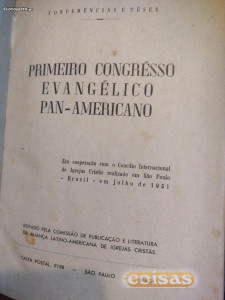 CONFERÊNCIAS E TÉSES
PRIMEIRO CONGRÉSSO
EVANGÉLICO
PAN-AMERICANO
Em cooperação com o Concílio Internacional
de Igrejas Cristãs realizado em São Paulo
- Brasil - em julho de 1951
EDITADO PELA COMISSÃO DE PUBLICAÇÃO E LITERATURA
DA ALIANÇA LATINO-AMERICANA DE IGREJAS CRISTÃS.
CAIXA POSTAL, - SÃO PAULO
coisas